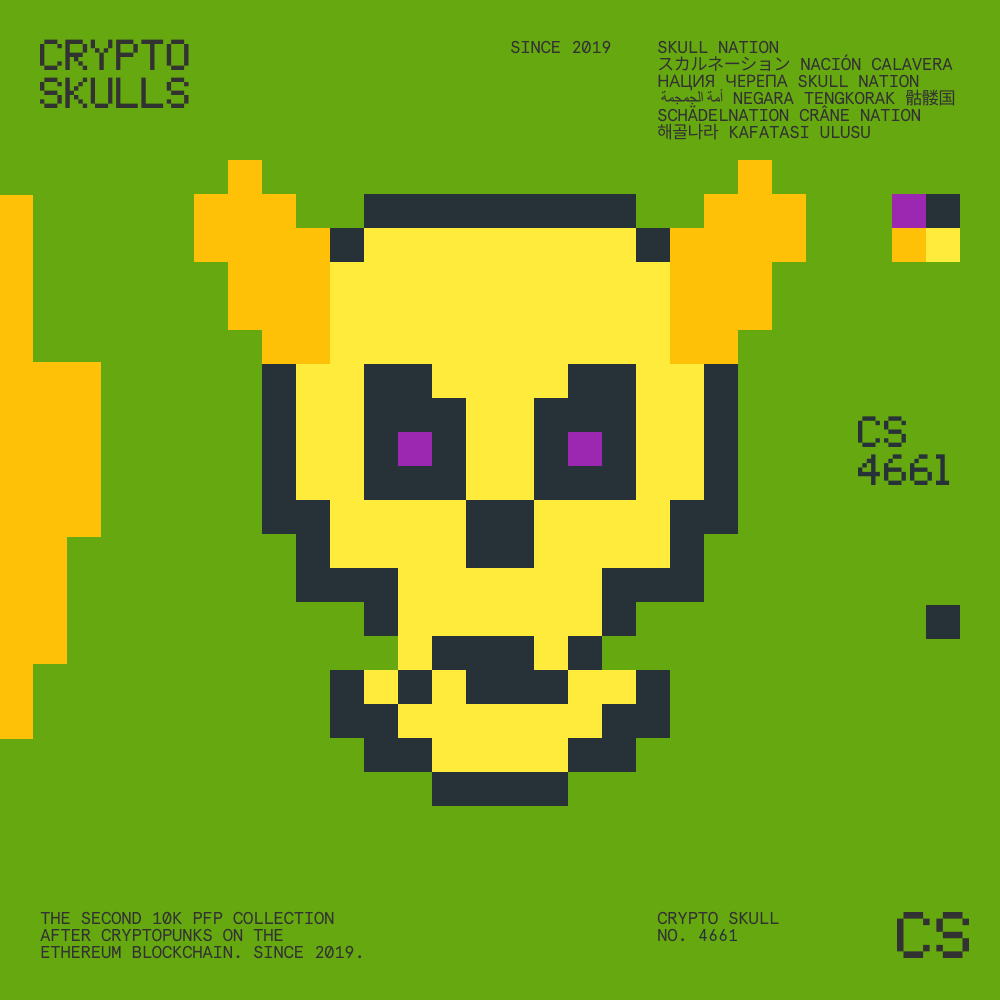 CRYPTO
SKULLS
SINCE 2019
SKULL NATION
スカルネーション NACIÓN CALAVERA
НАЦИЯ ЧЕРЕПА SKULL NATION
أمة الجمجمة NEGARA TENGKORAK 骷髅国
SCHÄDELNATION CRÂNE NATION
해골나라 KAFATASI ULUSU
CS
4661
THE SECOND 10K PFP COLLECTION
AFTER CRYPTOPUNKS ON THE
ETHEREUM BLOCKCHAIN. SINCE 2019.
CRYPTO SKULL
NO. 4661
CS